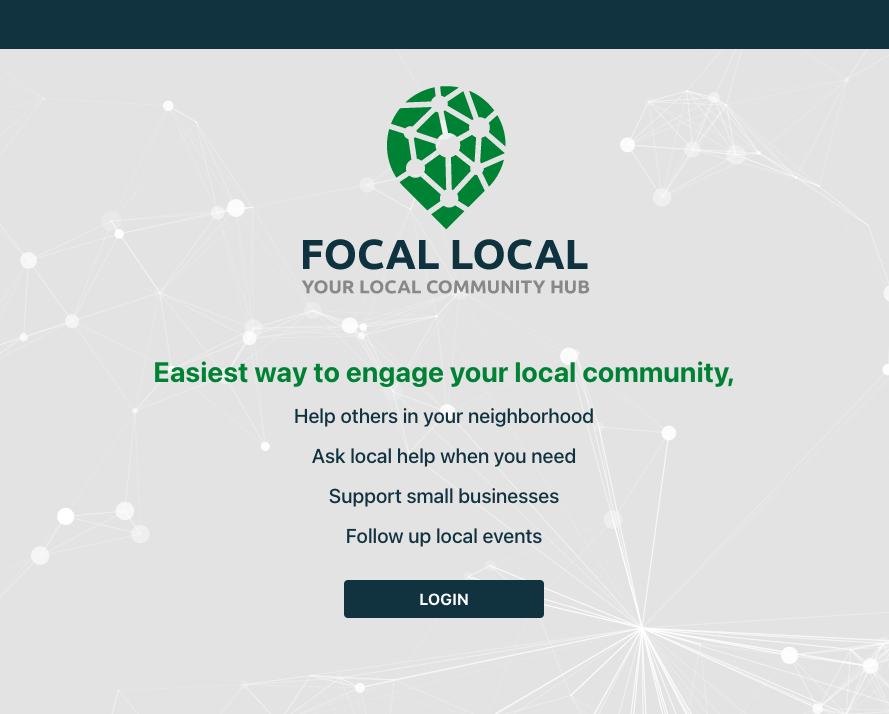 FOCAL LOCAL
YOUR LOCAL COMMUNITY HUB
Easiest way to engage your local community,
Help others in your neighborhood
Ask local help when you need
Support small businesses
Follow up local events
LOGIN